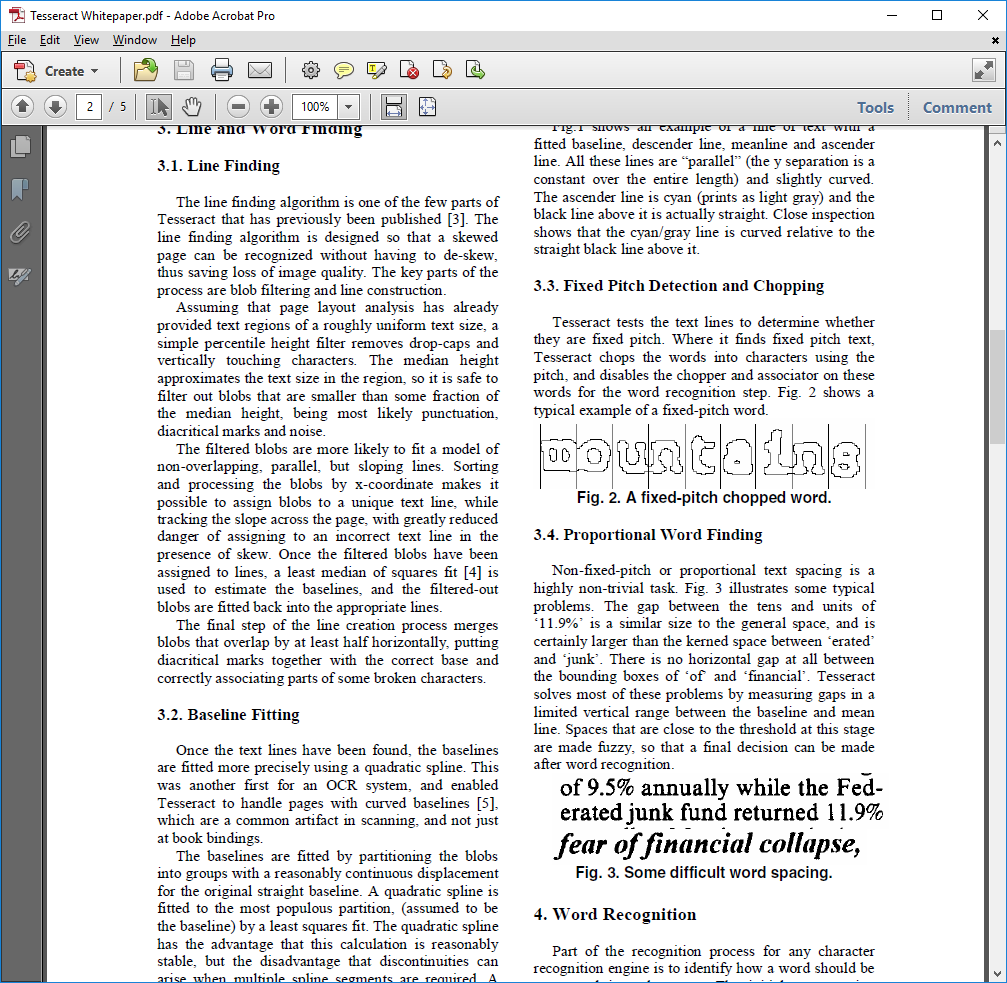 Tesseract Whitepaper.pdf - Adobe Acrobat Pro
File Edit View Window Help
Create
2 / 5
100%
Tools Comment
3. Line and Word Finding
3.1. Line Finding
The line finding algorithm is one of the few parts of
Tesseract that has previously been published [3]. The
line finding algorithm is designed so that a skewed
page can be recognized without having to de-skew,
thus saving loss of image quality. The key parts of the
process are blob filtering and line construction.
Assuming that page layout analysis has already
provided text regions of a roughly uniform text size, a
simple percentile height filter removes drop-caps and
vertically touching characters. The median height
approximates the text size in the region, so it is safe to
filter out blobs that are smaller than some fraction of
the median height, being most likely punctuation,
diacritical marks and noise.
The filtered blobs are more likely to fit a model of
non-overlapping, parallel, but sloping lines. Sorting
and processing the blobs by x-coordinate makes it
possible to assign blobs to a unique text line, while
tracking the slope across the page, with greatly reduced
danger of assigning to an incorrect text line in the
presence of skew. Once the filtered blobs have been
assigned to lines, a least median of squares fit [4] is
used to estimate the baselines, and the filtered-out
blobs are fitted back into the appropriate lines.
The final step of the line creation process merges
blobs that overlap by at least half horizontally, putting
diacritical marks together with the correct base and
correctly associating parts of some broken characters.
3.2. Baseline Fitting
Once the text lines have been found, the baselines
are fitted more precisely using a quadratic spline. This
was another first for an OCR system, and enabled
Tesseract to handle pages with curved baselines [5],
which are a common artifact in scanning, and not just
at book bindings.
The baselines are fitted by partitioning the blobs
into groups with a reasonably continuous displacement
for the original straight baseline. A quadratic spline is
fitted to the most populous partition, (assumed to be
the baseline) by a least squares fit. The quadratic spline
has the advantage that this calculation is reasonably
stable, but the disadvantage that discontinuities can
arise when multiple spline segments are required. A
Fig.1 shows an example of a line of text with a
fitted baseline, descender line, meanline and ascender
line. All these lines are “parallel” (the y separation is a
constant over the entire length) and slightly curved.
The ascender line is cyan (prints as light gray) and the
black line above it is actually straight. Close inspection
shows that the cyan/gray line is curved relative to the
straight black line above it.
3.3. Fixed Pitch Detection and Chopping
Tesseract tests the text lines to determine whether
they are fixed pitch. Where it finds fixed pitch text,
Tesseract chops the words into characters using the
pitch, and disables the chopper and associator on these
words for the word recognition step. Fig. 2 shows a
typical example of a fixed-pitch word.
mountains
Fig. 2. A fixed-pitch chopped word.
3.4. Proportional Word Finding
Non-fixed-pitch or proportional text spacing is a
highly non-trivial task. Fig. 3 illustrates some typical
problems. The gap between the tens and units of
‘11.9%’ is a similar size to the general space, and is
certainly larger than the kerned space between ‘erated’
and ‘junk’. There is no horizontal gap at all between
the bounding boxes of ‘of’ and ‘financial’. Tesseract
solves most of these problems by measuring gaps in a
limited vertical range between the baseline and mean
line. Spaces that are close to the threshold at this stage
are made fuzzy, so that a final decision can be made
after word recognition.
of 9.5% annually while the Fed-
erated junk fund returned 11.9%
fear of financial collapse,
Fig. 3. Some difficult word spacing.
4. Word Recognition
Part of the recognition process for any character
recognition engine is to identify how a word should be